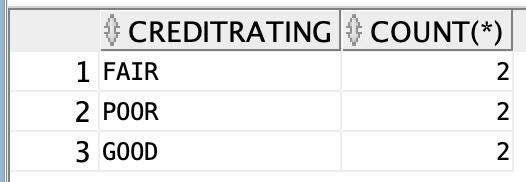 CREDITRATING COUNT(*)
1 FAIR 2
2 POOR 2
3 GOOD 2